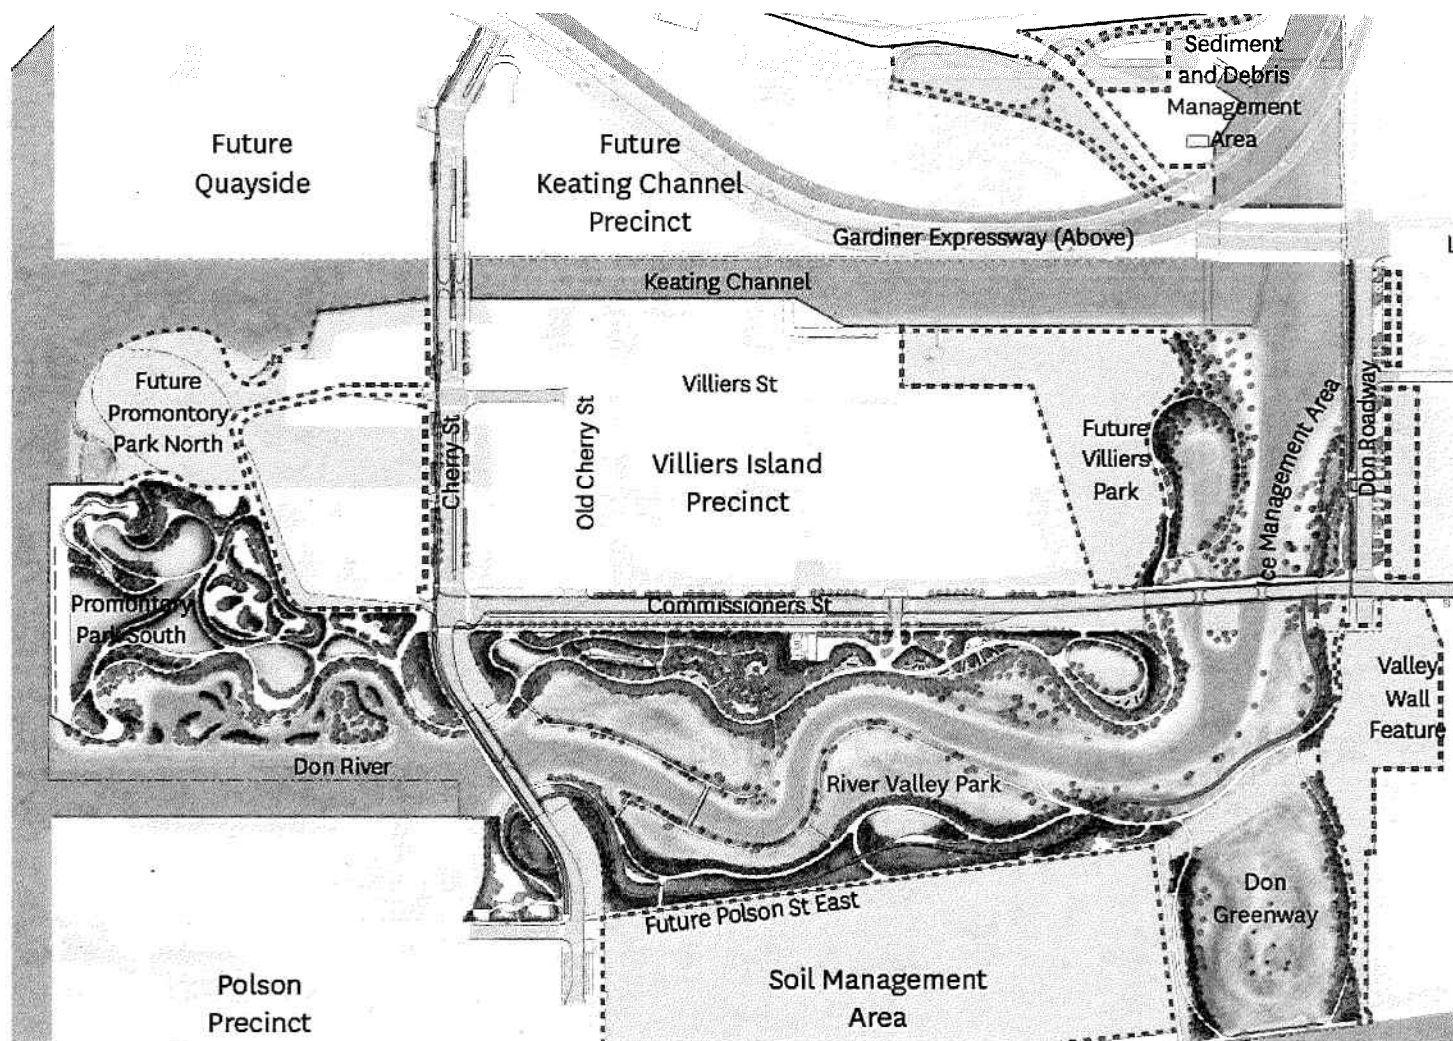 Sediment
and Debris
Management
Area
Future
Quayside
Future
Keating Channel
Precinct
Gardiner Expressway (Above)
L
Keating Channel
Future
Promontory
Park North
Cherry St
Old Cherry St
Villiers St
Villiers Island
Precinct
Future
Villiers
Park
ce Management Area
Don Roadway
Promontory
Park South
Commissioners St
Valley
Wall
Feature
Don River
River Valley Park
Don
Greenway
Future Polson St East
Polson
Precinct
Soil Management
Area